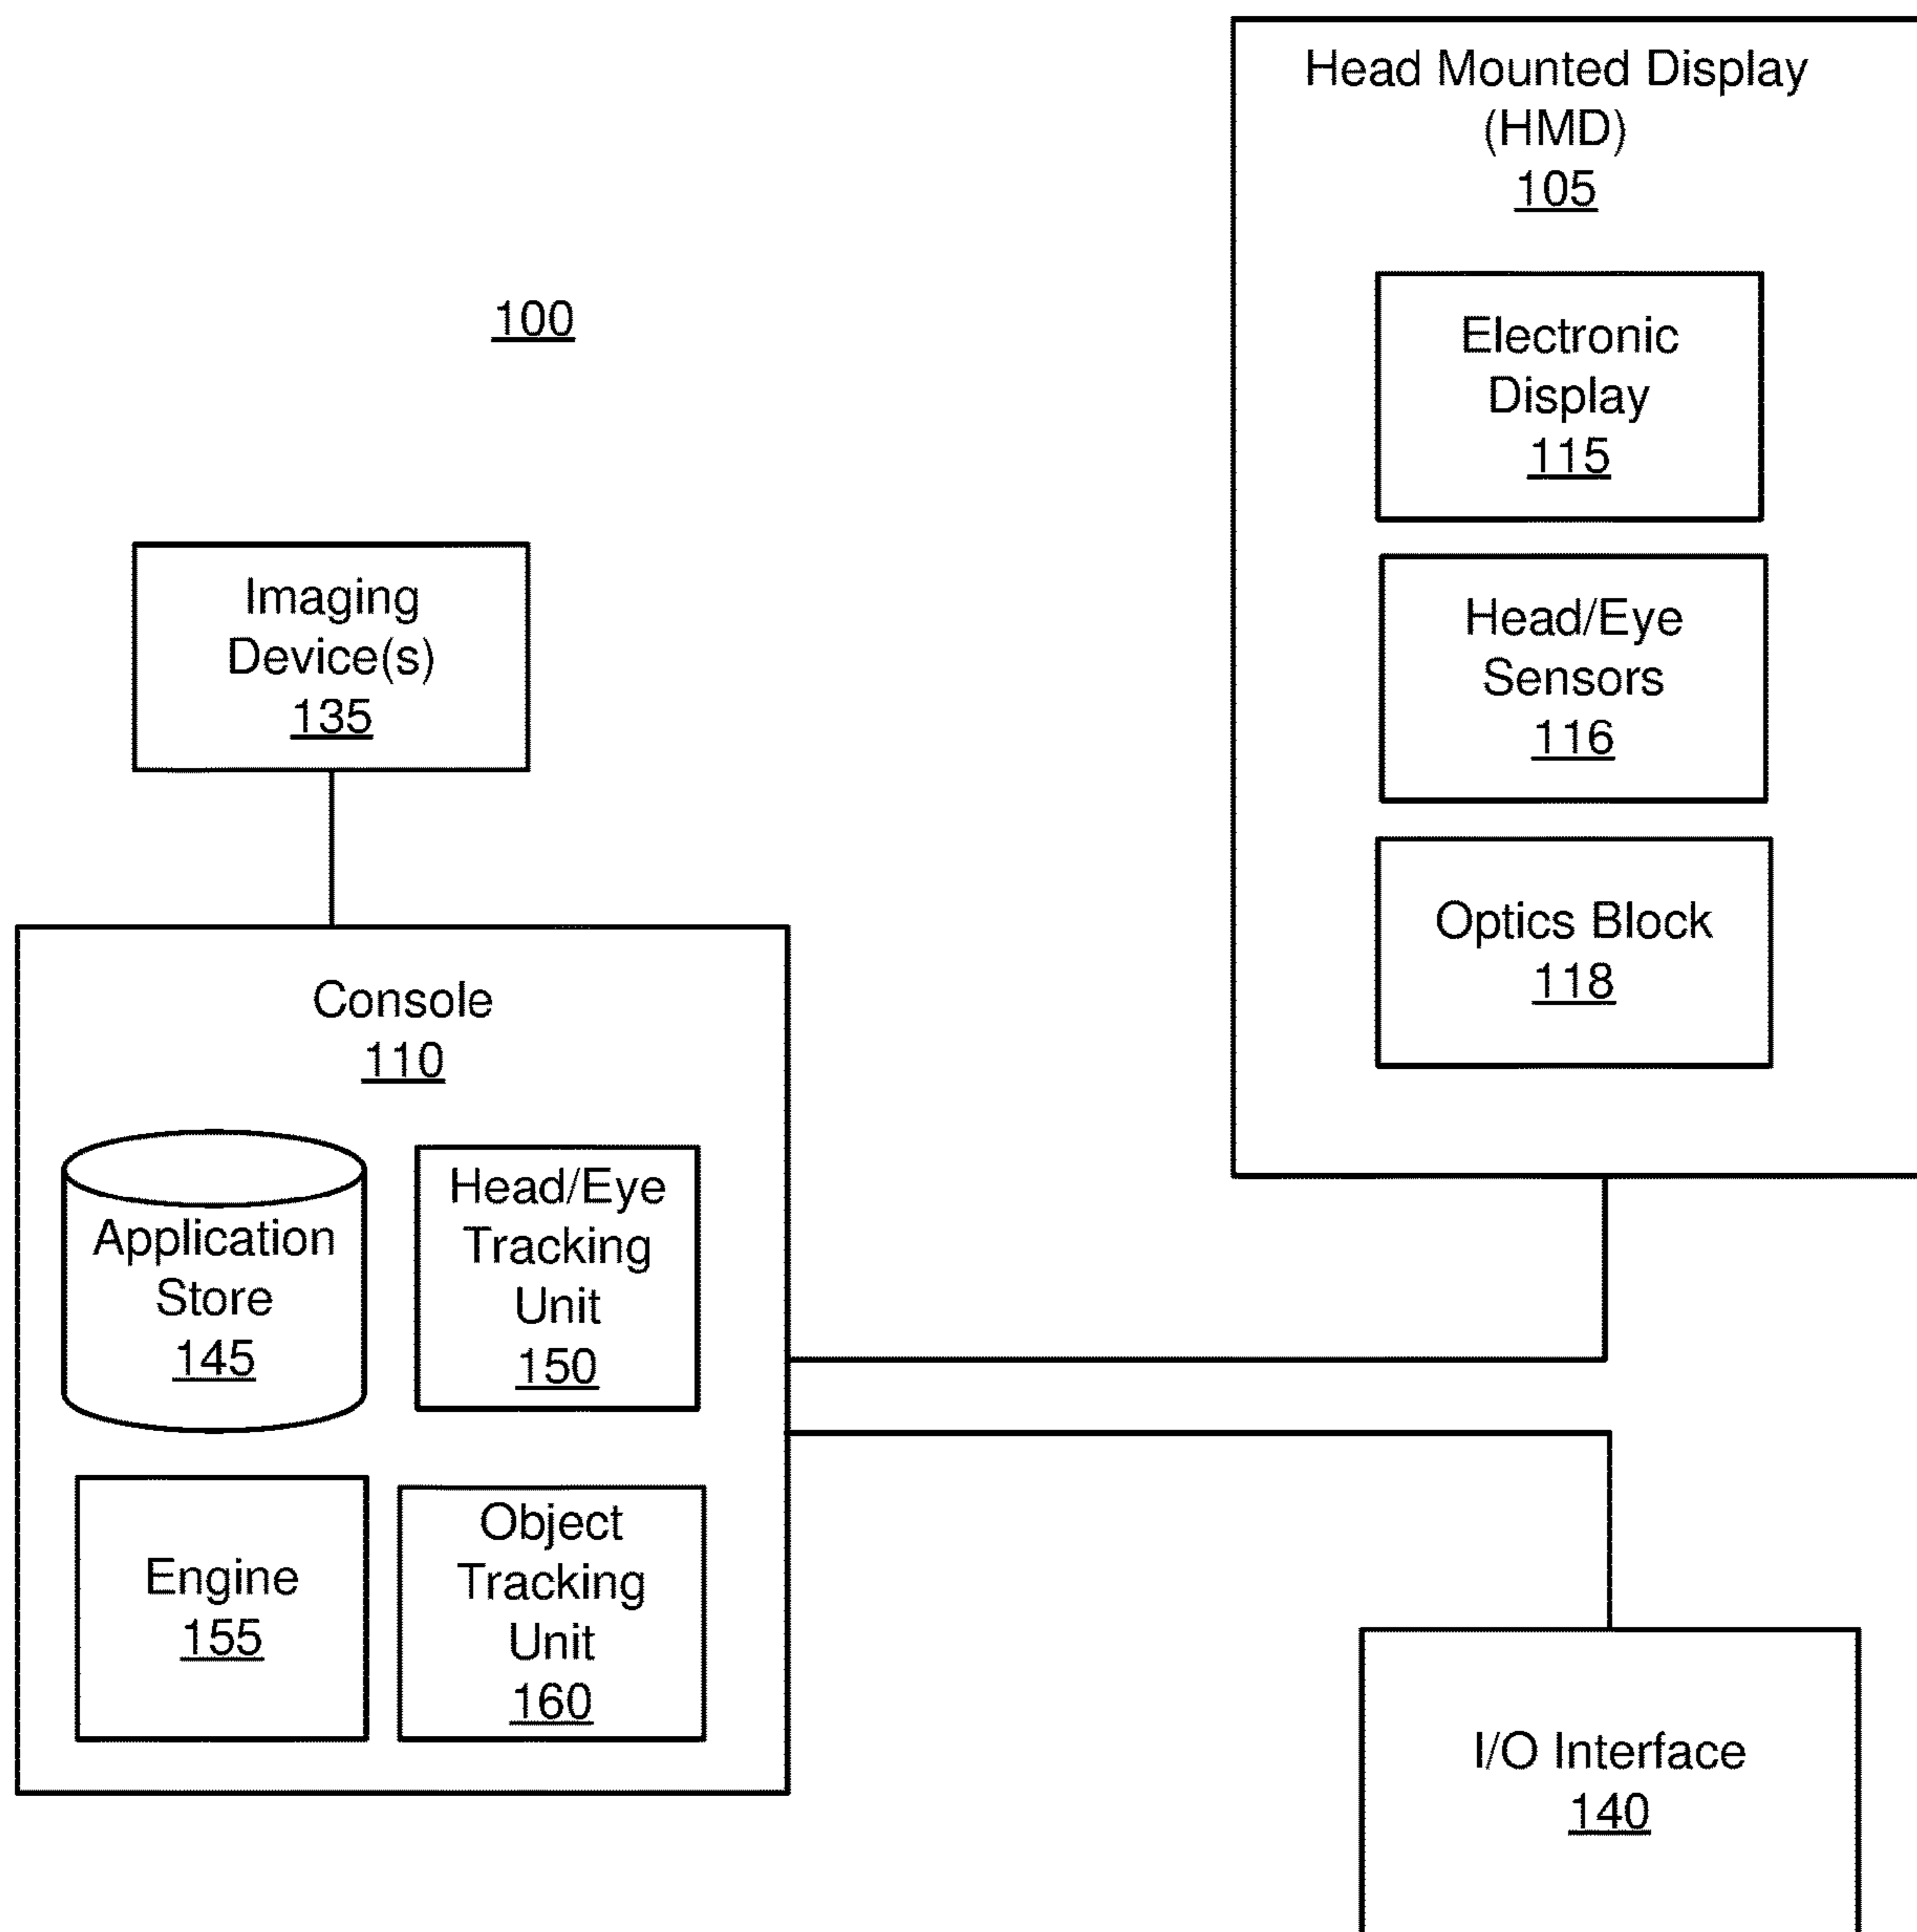 Head Mounted Display
(HMD)
105
Electronic
Display
115
Head/Eye
Sensors
116
Optics Block
118
100
Imaging
Device(s)
135
Console
110
Application
Store
145
Head/Eye
Tracking
Unit
150
Engine
155
Object
Tracking
Unit
160
I/O Interface
140